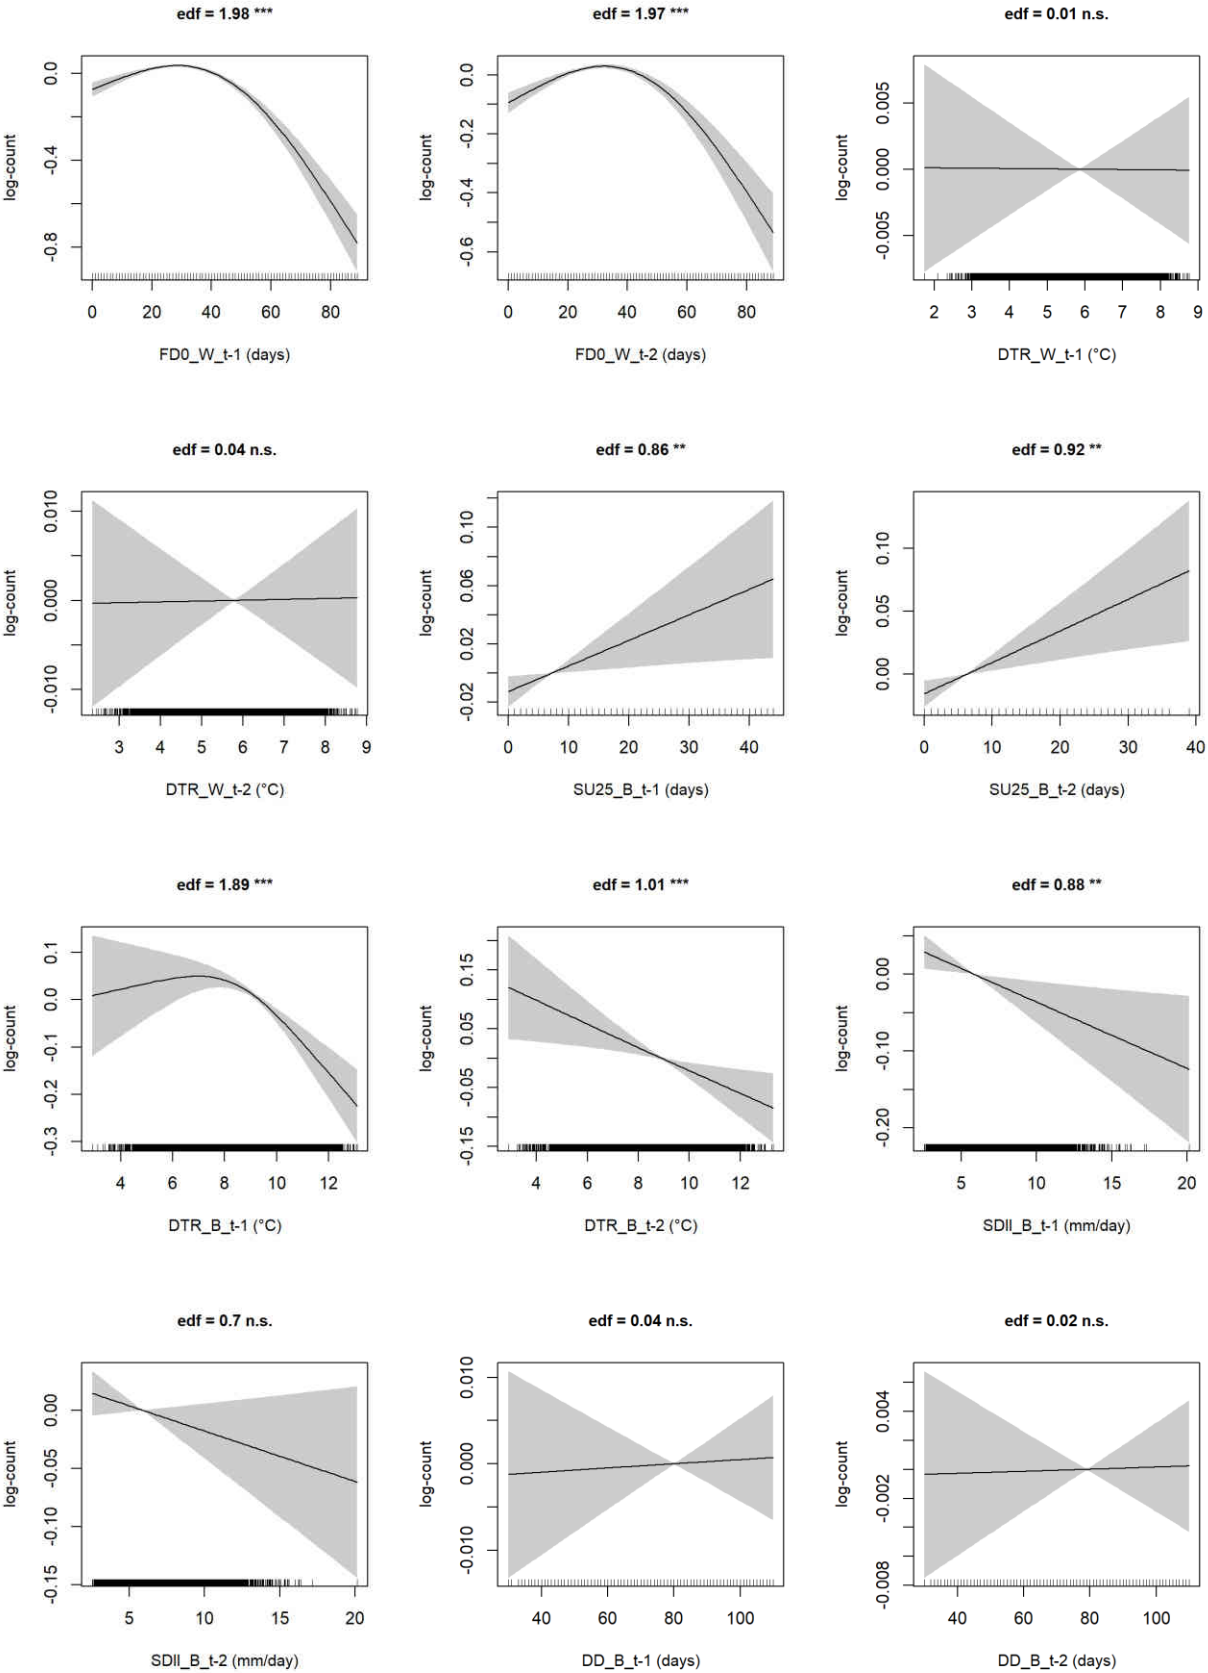 edf = 1.98 ***
edf = 1.97 ***
edf = 0.01 n.s.
log-count
0.0
-0.4
-0.8
0 20 40 60 80
FD0_W_t-1 (days)
log-count
0.0
-0.2
-0.4
-0.6
0 20 40 60 80
FD0_W_t-2 (days)
log-count
0.005
0.000
-0.005
2 3 4 5 6 7 8 9
DTR_W_t-1 (°C)
edf = 0.04 n.s.
edf = 0.86 **
edf = 0.92 **
log-count
0.010
0.000
-0.010
3 4 5 6 7 8 9
DTR_W_t-2 (°C)
log-count
0.10
0.06
0.02
-0.02
0 10 20 30 40
SU25_B_t-1 (days)
log-count
0.10
0.05
0.00
0 10 20 30 40
SU25_B_t-2 (days)
edf = 1.89 ***
edf = 1.01 ***
edf = 0.88 **
log-count
0.1
0.0
-0.1
-0.2
-0.3
4 6 8 10 12
DTR_B_t-1 (°C)
log-count
0.15
0.05
-0.05
-0.15
4 6 8 10 12
DTR_B_t-2 (°C)
log-count
0.00
-0.10
-0.20
5 10 15 20
SDII_B_t-1 (mm/day)
edf = 0.7 n.s.
edf = 0.04 n.s.
edf = 0.02 n.s.
log-count
0.00
-0.05
-0.10
-0.15
5 10 15 20
SDII_B_t-2 (mm/day)
log-count
0.010
0.000
-0.010
40 60 80 100
DD_B_t-1 (days)
log-count
0.004
-0.002
-0.008
40 60 80 100
DD_B_t-2 (days)